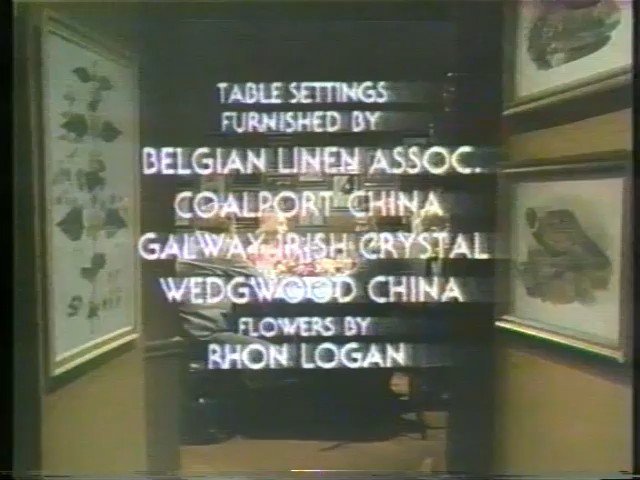 TABLE SETTINGS
FURNISHED BY
BELGIAN LINEN ASSOC.
COALPORT CHINA
GALWAY IRISH CRYSTAL
WEDGWOOD CHINA
FLOWERS BY
RHON LOGAN